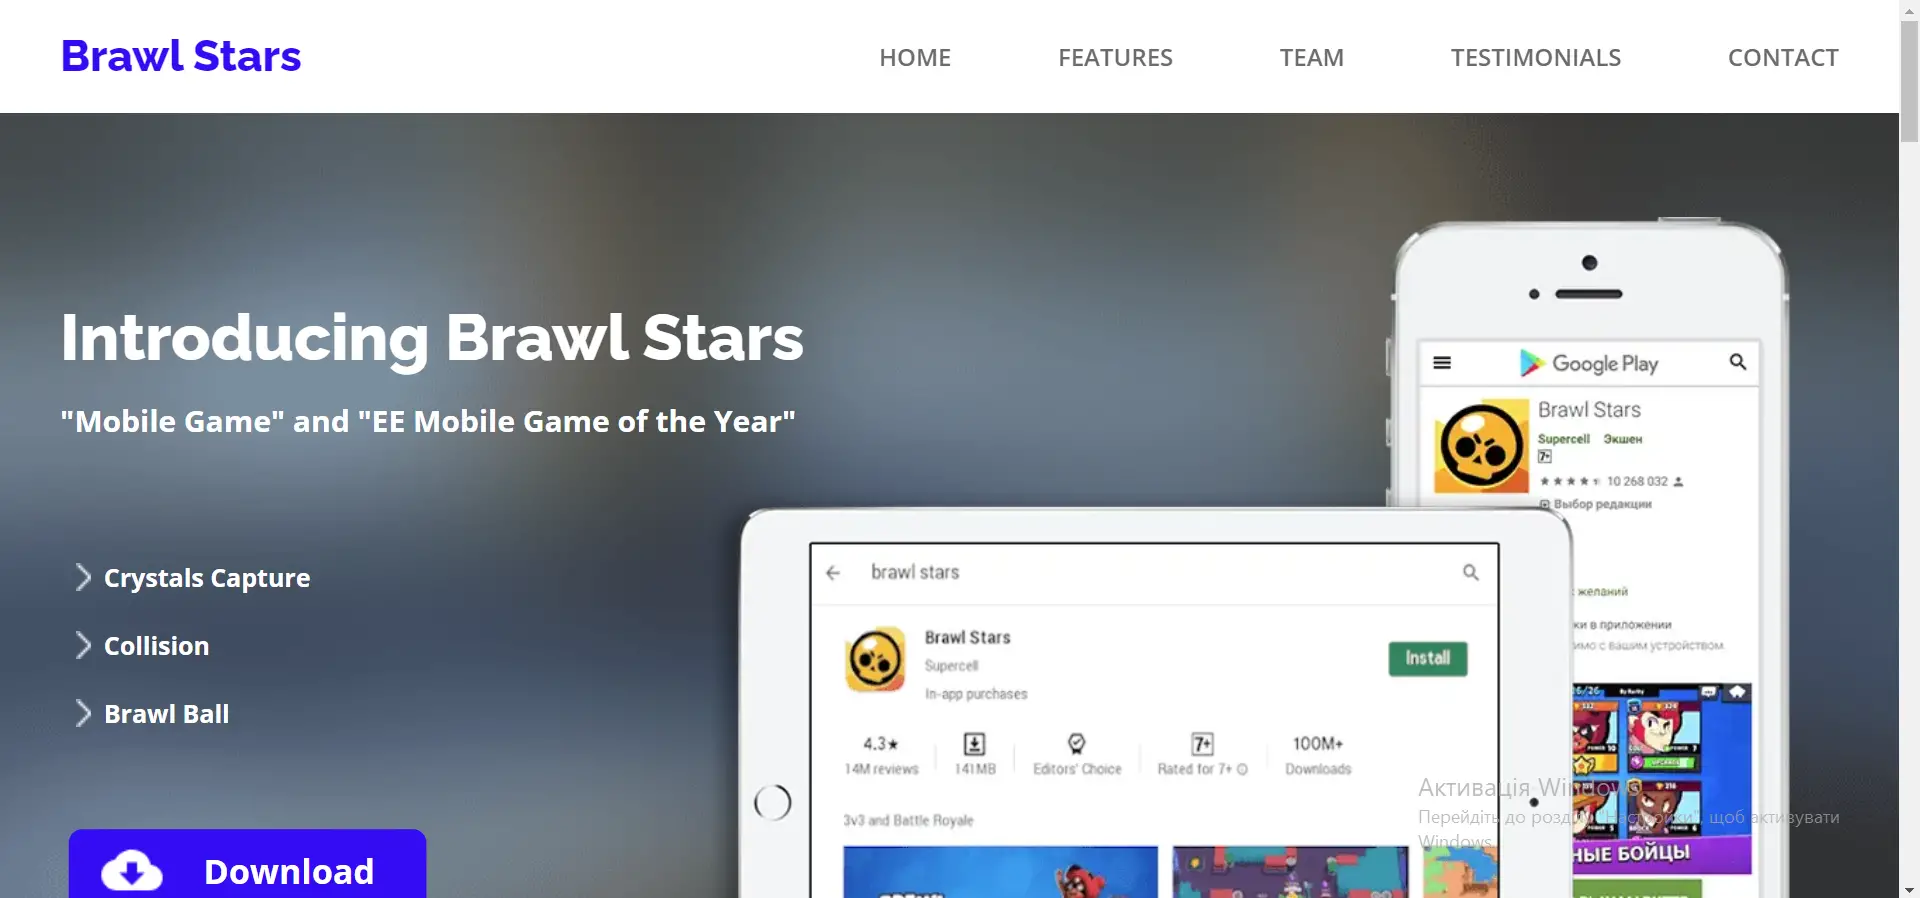 Brawl Stars
HOME
FEATURES
TEAM
TESTIMONIALS
CONTACT
Introducing Brawl Stars
"Mobile Game" and "EE Mobile Game of the Year"
Crystals Capture
Collision
Brawl Ball
Download
Google Play
Brawl Stars
Supercell Экшен
7+
10 268 032
Выбор редакции
желаний
ки в приложении
имо с вашим устройством.
brawl stars
Brawl Stars
Supercell
In-app purchases
Install
4.3★
14M reviews
141MB
Editors' Choice
7+
Rated for 7+
100M+
Downloads
3v3 and Battle Royale
НЫЕ БОЙЦЫ
Активація Windows
Перейдіть до розділу "Настройки", щоб активувати
Windows.